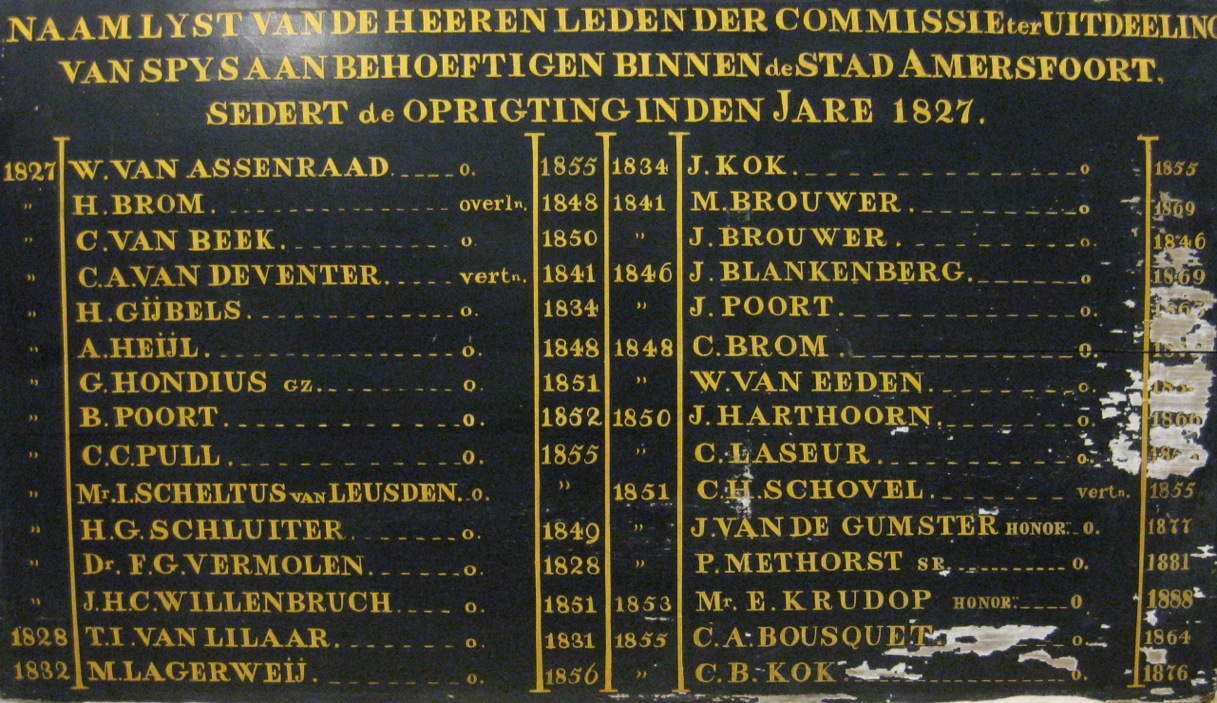 NAAMLYST VAN DE HEEREN LEDEN DER COMMISSIE ter UITDEELING
VAN SPYS AAN BEHOEFTIGEN BINNEN de STAD AMERSFOORT,
SEDERT de OPRIGTING IN DEN JARE 1827.
1827 W. VAN ASSENRAAD. o. 1855
" H. BROM. overln. 1848
" C. VAN BEEK. o. 1850
" C.A. VAN DEVENTER. vertn. 1841
" H. GIJBELS. o. 1834
" A. HEIJL. o. 1848
" G. HONDIUS GZ. o. 1851
" B. POORT. o. 1852
" C.C. PULL. o. 1855
" Mr. I. SCHELTUS VAN LEUSDEN. o. "
" H.G. SCHLUITER. o. 1849
" Dr. F.G. VERMOLEN. o. 1828
" J.H.C. WILLENBRUCH. o. 1851
1828 T.I. VAN LILAAR. o. 1831
1832 M. LAGERWEIJ. o. 1856
1834 J. KOK. o 1855
1841 M. BROUWER. o 1869
" J. BROUWER. o. 1846
1846 J. BLANKENBERG. o 1869
" J. POORT. o. 1867
1848 C. BROM. o.
" W. VAN EEDEN. o.
1850 J. HARTHOORN. o 1866
" C. LASEUR. o
1851 C.H. SCHOVEL. vertn. 1855
" J. VAN DE GUMSTER HONOR: o. 1877
" P. METHORST SR. o. 1881
1853 Mr. E. KRUDOP HONOR: o 1888
1855 C.A. BOUSQUET. o. 1864
" C.B. KOK. o. 1876